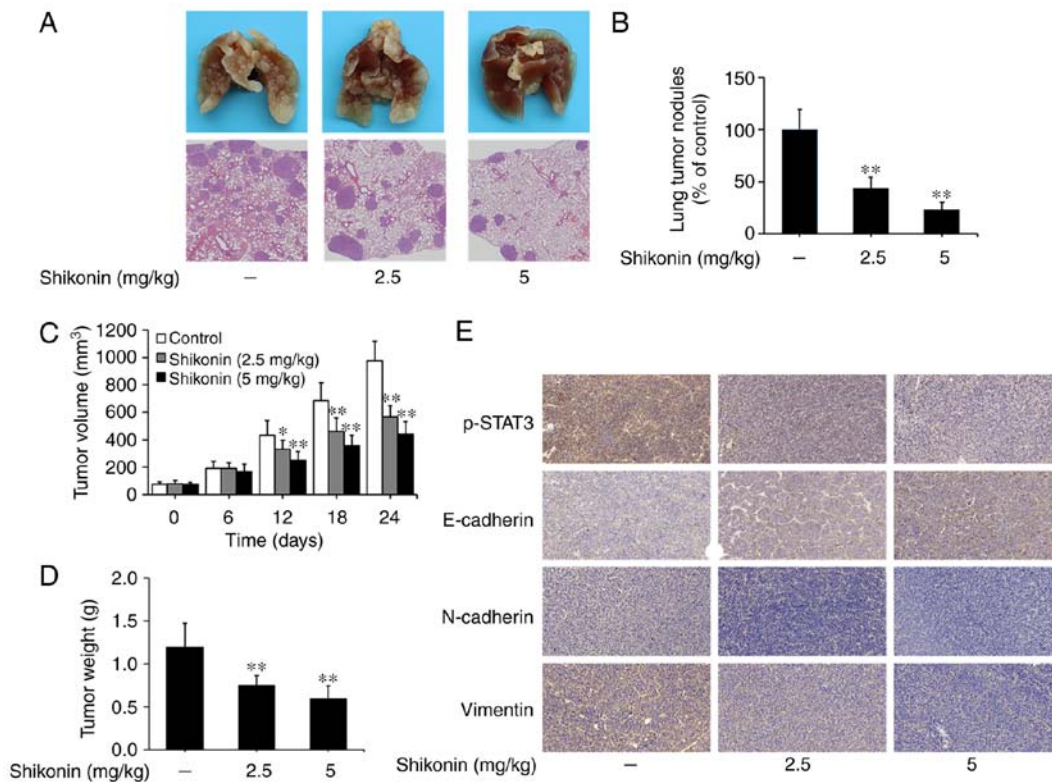 A
Shikonin (mg/kg)
–
2.5
5
B
Lung tumor nodules
(% of control)
150
100
50
0
**
**
Shikonin (mg/kg)
–
2.5
5
C
Tumor volume (mm³)
1200
1000
800
600
400
200
0
Control
Shikonin (2.5 mg/kg)
Shikonin (5 mg/kg)
*
**
**
**
**
**
0
6
12
18
24
Time (days)
D
Tumor weight (g)
2.0
1.5
1.0
0.5
0.0
**
**
Shikonin (mg/kg)
–
2.5
5
E
p-STAT3
E-cadherin
N-cadherin
Vimentin
Shikonin (mg/kg)
–
2.5
5